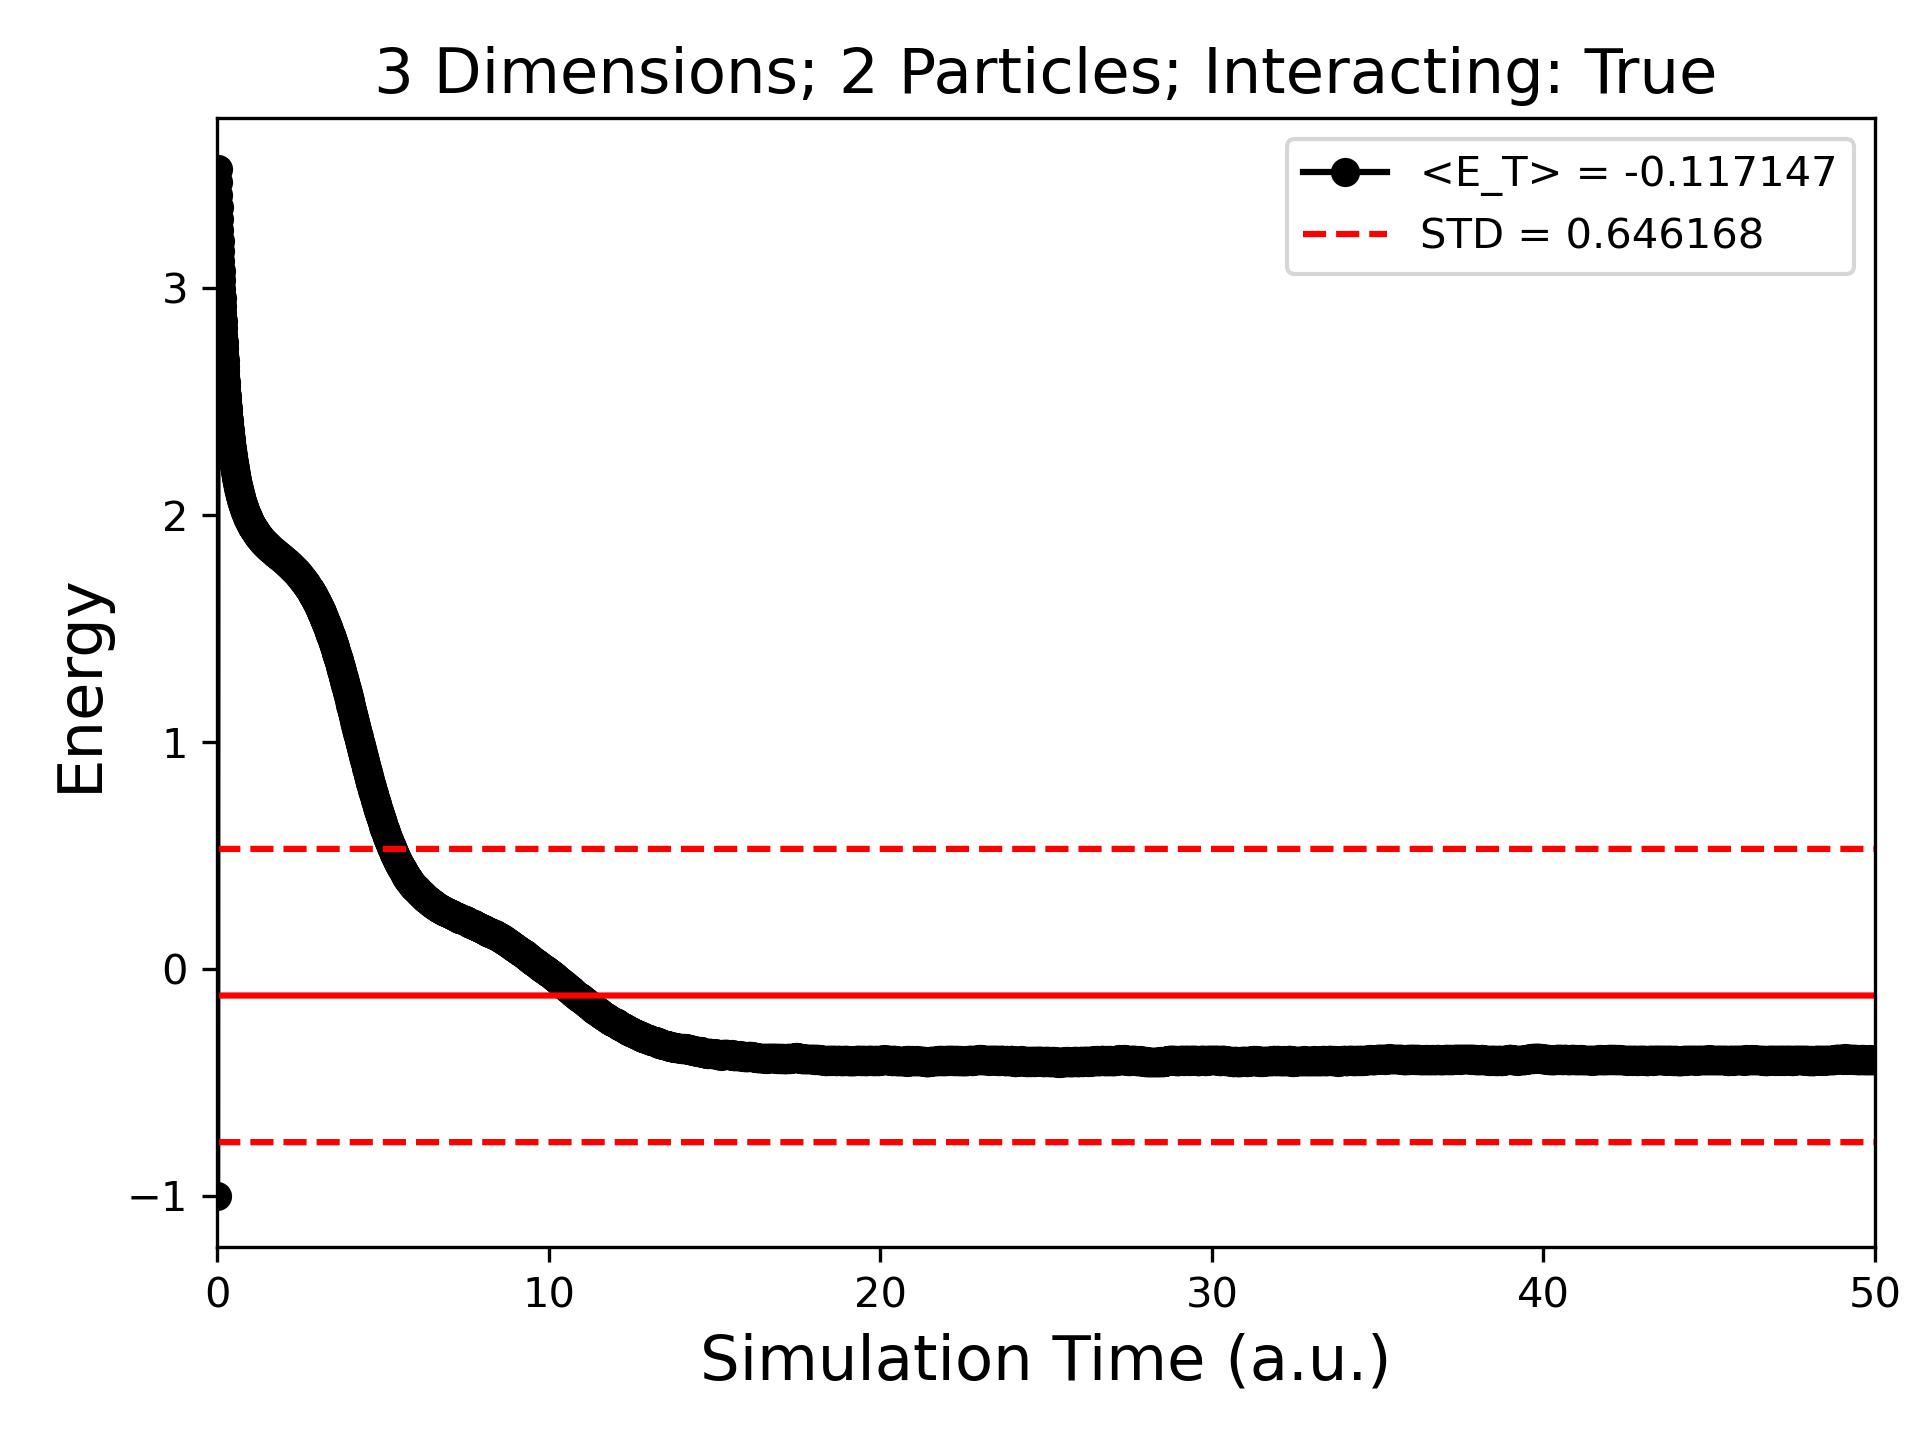 3 Dimensions; 2 Particles; Interacting: True
<E_T> = -0.117147
STD = 0.646168
Energy
3
2
1
0
−1
0
10
20
30
40
50
Simulation Time (a.u.)